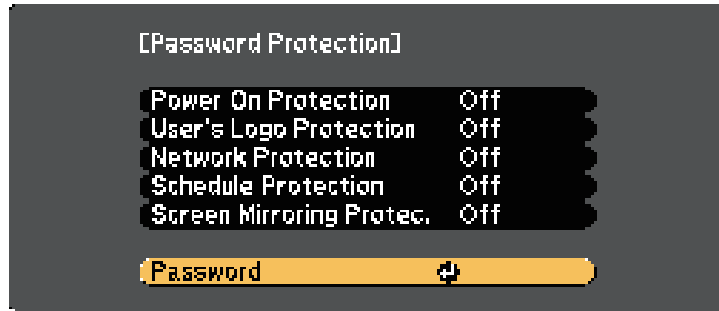 [Password Protection]
Power On Protection Off
User's Logo Protection Off
Network Protection Off
Schedule Protection Off
Screen Mirroring Protec. Off
Password